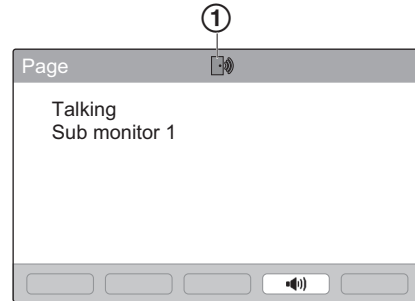 ①
Page
Talking
Sub monitor 1